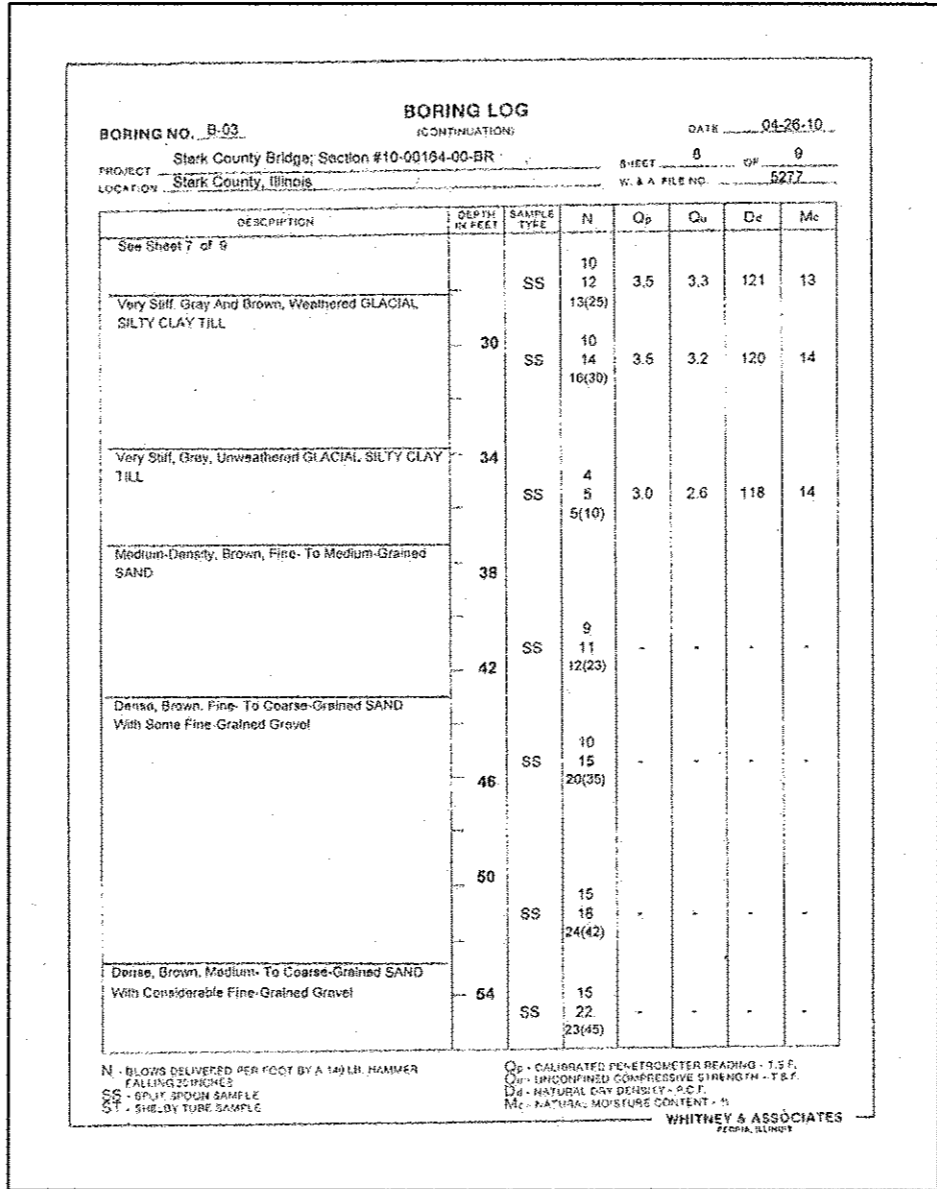 BORING LOG
(CONTINUATION)
BORING NO. B-03
DATE 04-26-10
PROJECT Stark County Bridge; Section #10-00164-00-BR
SHEET 8 OF 9
LOCATION Stark County, Illinois
W. & A. FILE NO. 5277
DESCRIPTION DEPTH IN FEET SAMPLE TYPE N Qp Qu Dd Mc
See Sheet 7 of 9
10
SS 12 3.5 3.3 121 13
13(25)
Very Stiff, Gray And Brown, Weathered GLACIAL
SILTY CLAY TILL
30
10
SS 14 3.5 3.2 120 14
16(30)
Very Stiff, Gray, Unweathered GLACIAL SILTY CLAY
TILL
34
4
SS 5 3.0 2.6 118 14
5(10)
Medium-Density, Brown, Fine- To Medium-Grained
SAND
38
9
SS 11 - - - -
42
12(23)
Dense, Brown, Fine- To Coarse-Grained SAND
With Some Fine-Grained Gravel
10
SS 15 - - - -
46
20(35)
50
15
SS 18 - - - -
24(42)
Dense, Brown, Medium- To Coarse-Grained SAND
With Considerable Fine-Grained Gravel
54
15
SS 22 - - - -
23(45)
N - BLOWS DELIVERED PER FOOT BY A 140 LB. HAMMER
FALLING 30 INCHES
SS - SPLIT SPOON SAMPLE
ST - SHELBY TUBE SAMPLE
Qp - CALIBRATED PENETROMETER READING - T.S.F.
Qu - UNCONFINED COMPRESSIVE STRENGTH - T.S.F.
Dd - NATURAL DRY DENSITY - P.C.F.
Mc - NATURAL MOISTURE CONTENT - %
WHITNEY & ASSOCIATES
PEORIA, ILLINOIS